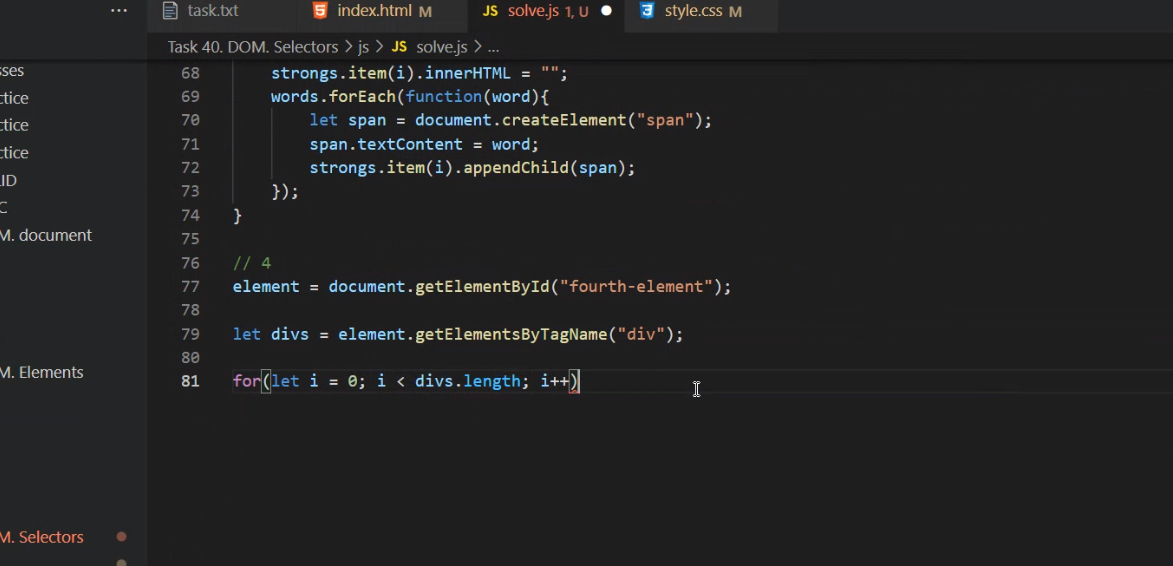 ...
task.txt
index.html M
JS solve.js 1, U
style.css M
Task 40. DOM. Selectors > js > JS solve.js > ...
sses
ctice
ctice
ctice
ID
C
M. document
M. Elements
M. Selectors
68 strongs.item(i).innerHTML = "";
69 words.forEach(function(word){
70 let span = document.createElement("span");
71 span.textContent = word;
72 strongs.item(i).appendChild(span);
73 });
74 }
75
76 // 4
77 element = document.getElementById("fourth-element");
78
79 let divs = element.getElementsByTagName("div");
80
81 for(let i = 0; i < divs.length; i++)